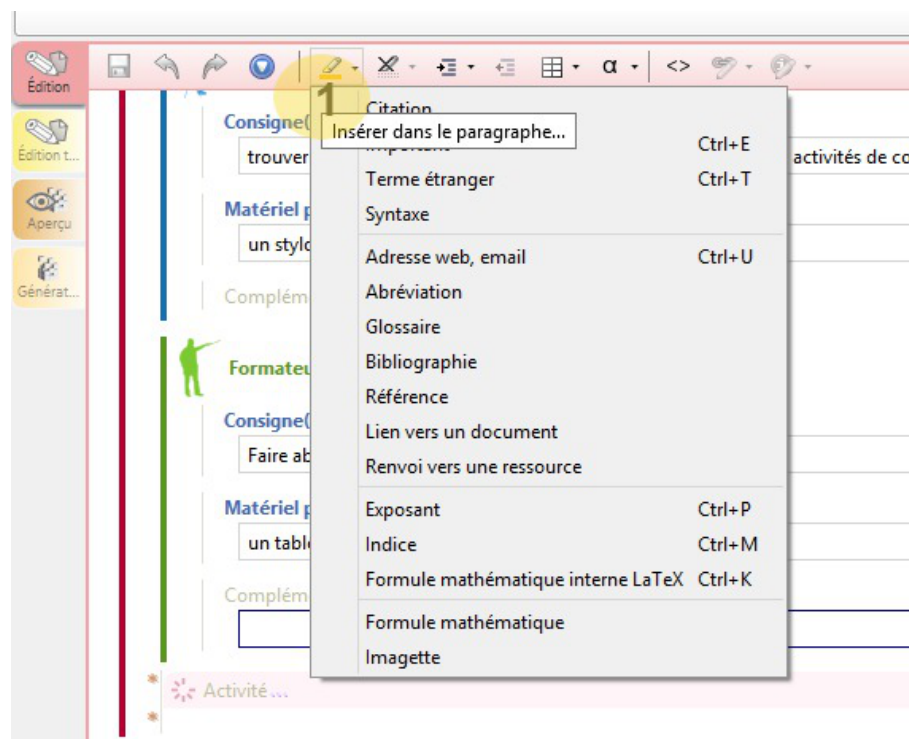 Édition
α
<>
1
Édition t...
Aperçu
Générat...
Consigne(
trouver
activités de co
Matériel p
un stylo
Complém
Formateu
Consigne(
Faire ab
Matériel p
un table
Complém
Activité ...
Citation
Insérer dans le paragraphe...
Important Ctrl+E
Terme étranger Ctrl+T
Syntaxe
Adresse web, email Ctrl+U
Abréviation
Glossaire
Bibliographie
Référence
Lien vers un document
Renvoi vers une ressource
Exposant Ctrl+P
Indice Ctrl+M
Formule mathématique interne LaTeX Ctrl+K
Formule mathématique
Imagette